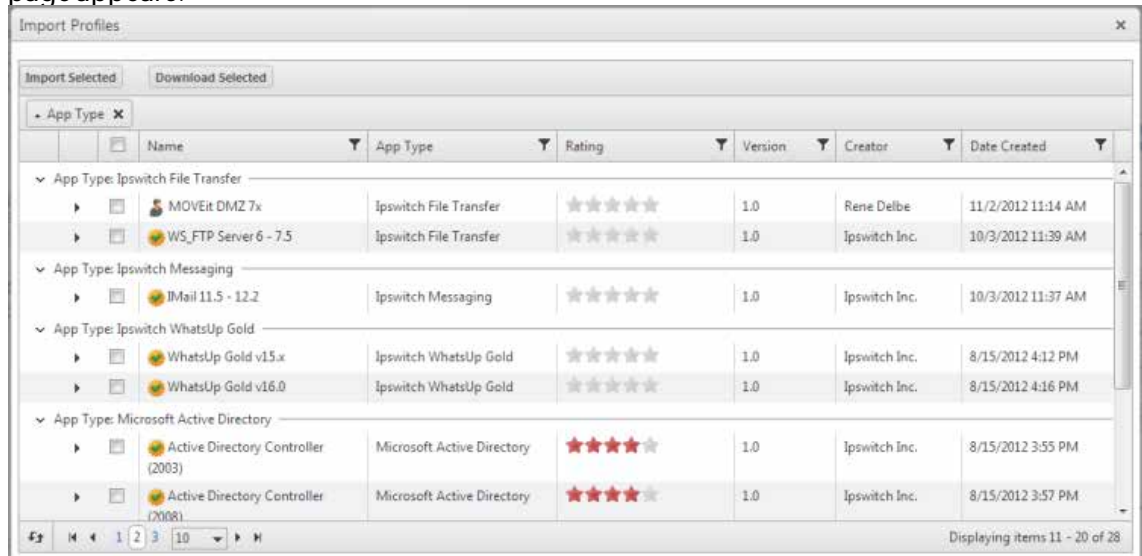 page appears.
Import Profiles
Import Selected Download Selected
App Type
Name App Type Rating Version Creator Date Created
App Type: Ipswitch File Transfer
MOVEit DMZ 7x Ipswitch File Transfer 1.0 Rene Delbe 11/2/2012 11:14 AM
WS_FTP Server 6 - 7.5 Ipswitch File Transfer 1.0 Ipswitch Inc. 10/3/2012 11:39 AM
App Type: Ipswitch Messaging
IMail 11.5 - 12.2 Ipswitch Messaging 1.0 Ipswitch Inc. 10/3/2012 11:37 AM
App Type: Ipswitch WhatsUp Gold
WhatsUp Gold v15.x Ipswitch WhatsUp Gold 1.0 Ipswitch Inc. 8/15/2012 4:12 PM
WhatsUp Gold v16.0 Ipswitch WhatsUp Gold 1.0 Ipswitch Inc. 8/15/2012 4:16 PM
App Type: Microsoft Active Directory
Active Directory Controller Microsoft Active Directory 1.0 Ipswitch Inc. 8/15/2012 3:55 PM
(2003)
Active Directory Controller Microsoft Active Directory 1.0 Ipswitch Inc. 8/15/2012 3:57 PM
(2008)
1 2 3 10 Displaying items 11 - 20 of 28